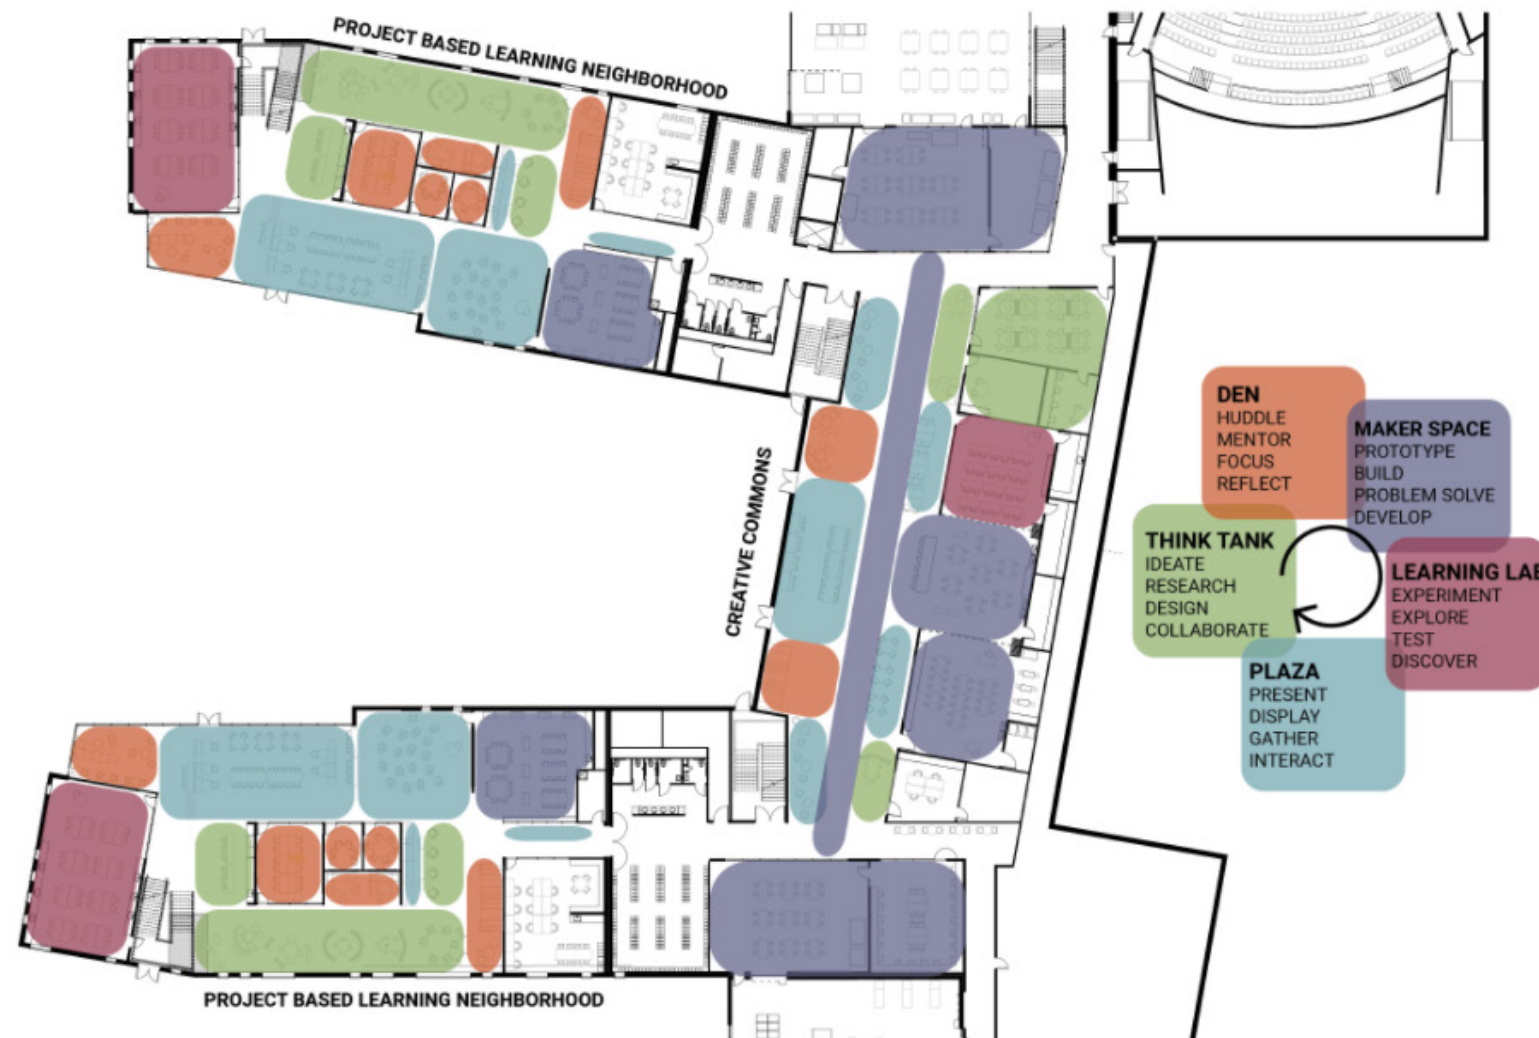 PROJECT BASED LEARNING NEIGHBORHOOD
CREATIVE COMMONS
DEN
HUDDLE
MENTOR
FOCUS
REFLECT
MAKER SPACE
PROTOTYPE
BUILD
PROBLEM SOLVE
DEVELOP
THINK TANK
IDEATE
RESEARCH
DESIGN
COLLABORATE
LEARNING LAB
EXPERIMENT
EXPLORE
TEST
DISCOVER
PLAZA
PRESENT
DISPLAY
GATHER
INTERACT
PROJECT BASED LEARNING NEIGHBORHOOD